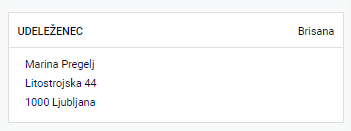 UDELEŽENEC Brisana
Marina Pregelj
Litostrojska 44
1000 Ljubljana